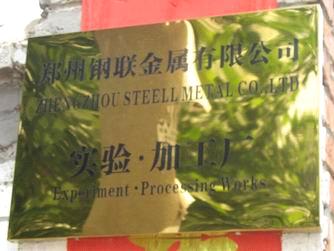 郑州钢联金属有限公司
ZHENGZHOU STEELL METAL CO.,LTD
实验·加工厂
Experiment·Processing Works